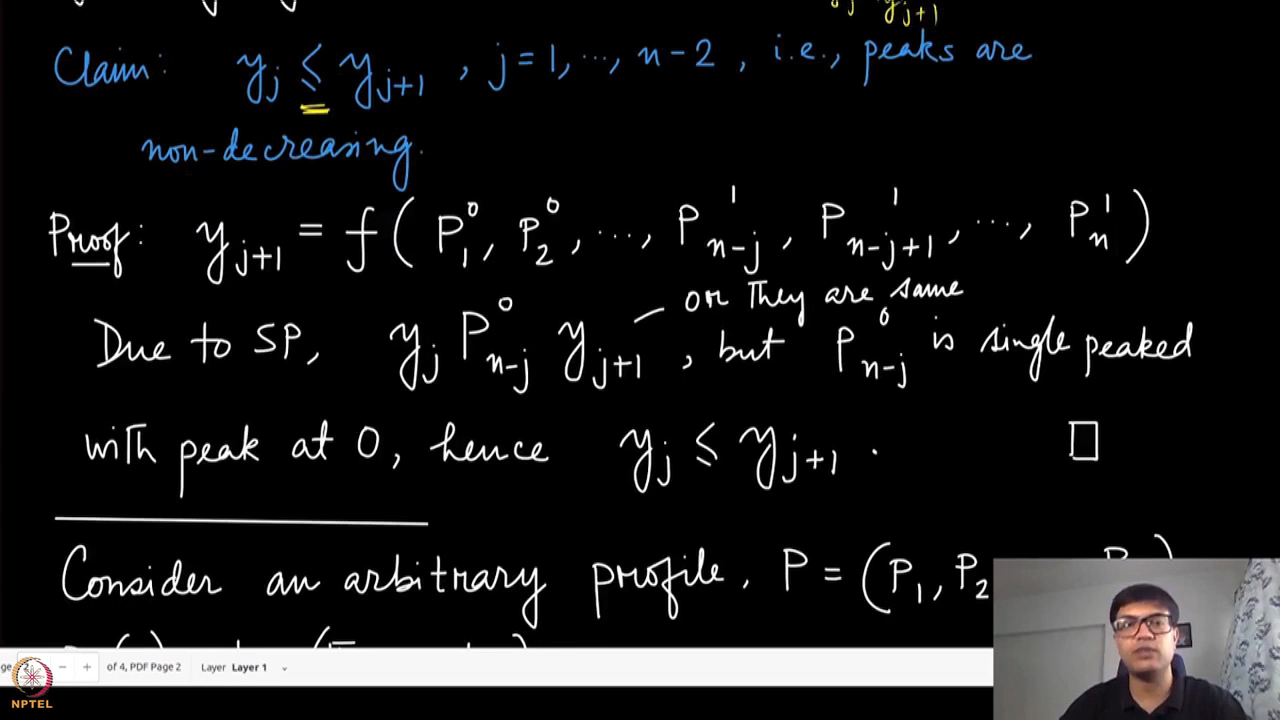 y_{j+1}
Claim: y_j ≤ y_{j+1} , j = 1, ..., n-2 , i.e., peaks are
non-decreasing.
Proof: y_{j+1} = f( P_1^0, P_2^0, ..., P_{n-j}^1, P_{n-j+1}^1, ..., P_n^1 )
or they are same
Due to SP, y_j P_{n-j}^0 y_{j+1} , but P_{n-j}^0 is single peaked
with peak at 0, hence y_j ≤ y_{j+1} . □
Consider an arbitrary profile, P = (P_1, P_2
of 4, PDF Page 2 Layer Layer 1
NPTEL